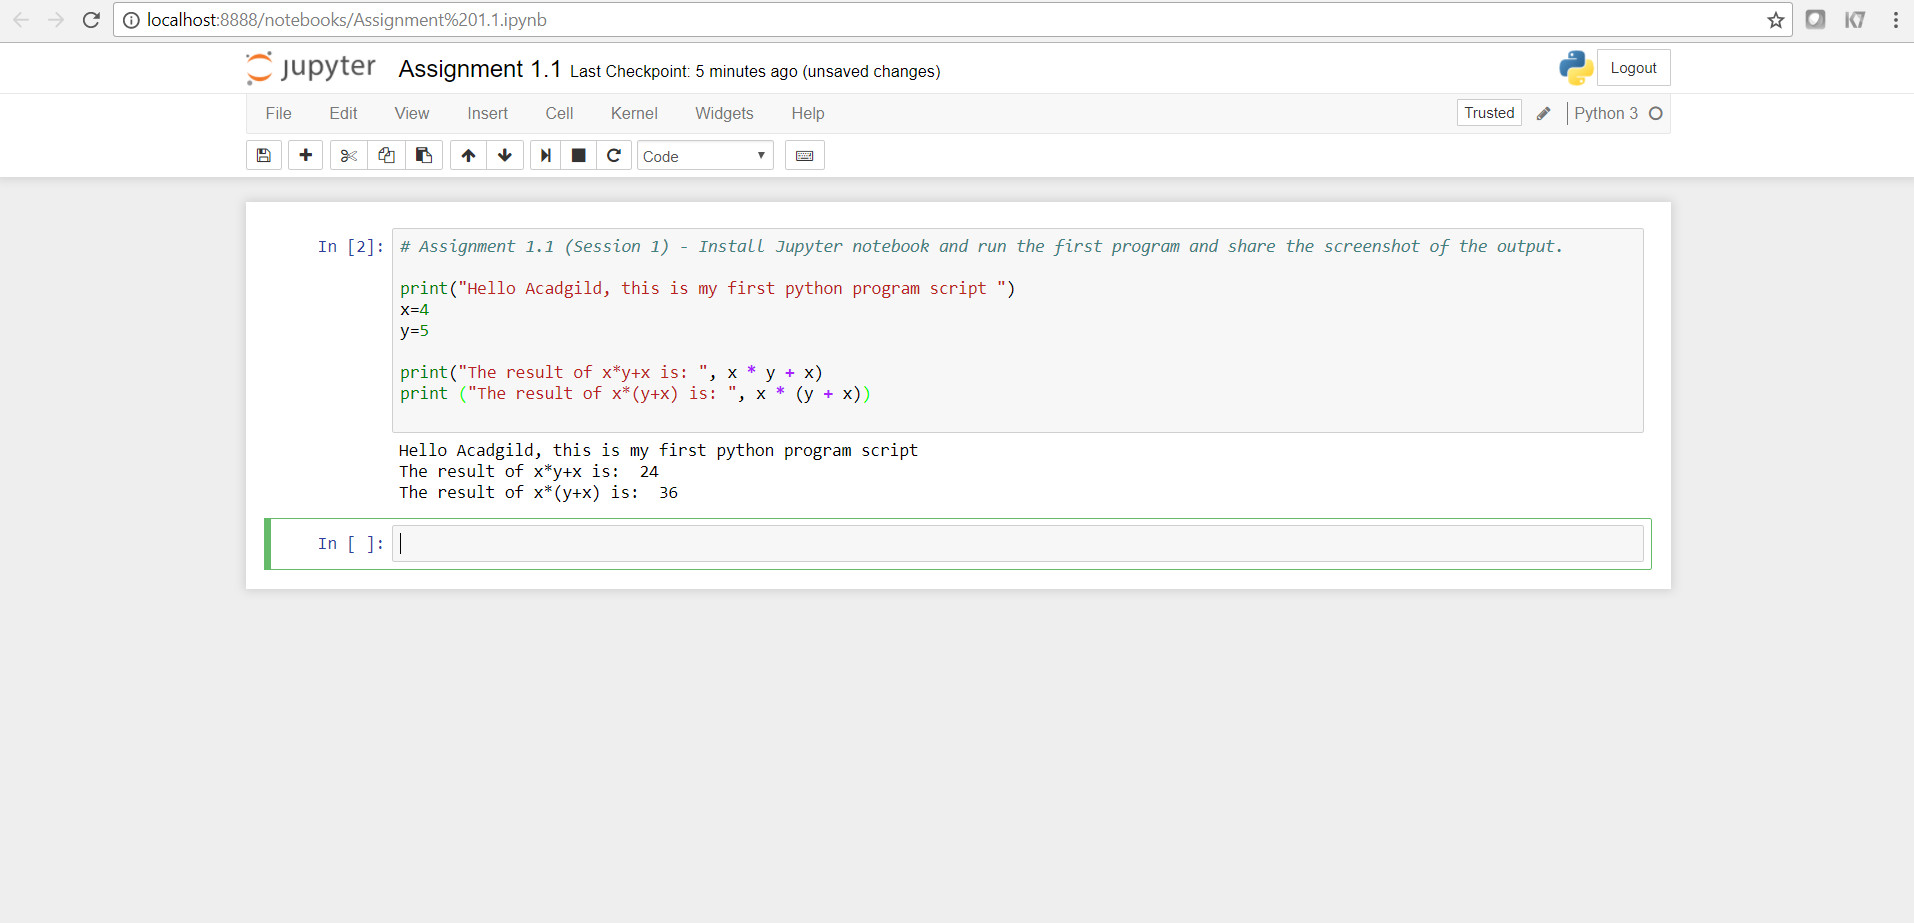 localhost:8888/notebooks/Assignment%201.1.ipynb
K7
jupyter Assignment 1.1 Last Checkpoint: 5 minutes ago (unsaved changes)
Logout
File Edit View Insert Cell Kernel Widgets Help
Trusted Python 3
Code
In [2]: # Assignment 1.1 (Session 1) - Install Jupyter notebook and run the first program and share the screenshot of the output.
print("Hello Acadgild, this is my first python program script ")
x=4
y=5
print("The result of x*y+x is: ", x * y + x)
print ("The result of x*(y+x) is: ", x * (y + x))
Hello Acadgild, this is my first python program script
The result of x*y+x is:  24
The result of x*(y+x) is:  36
In [ ]: